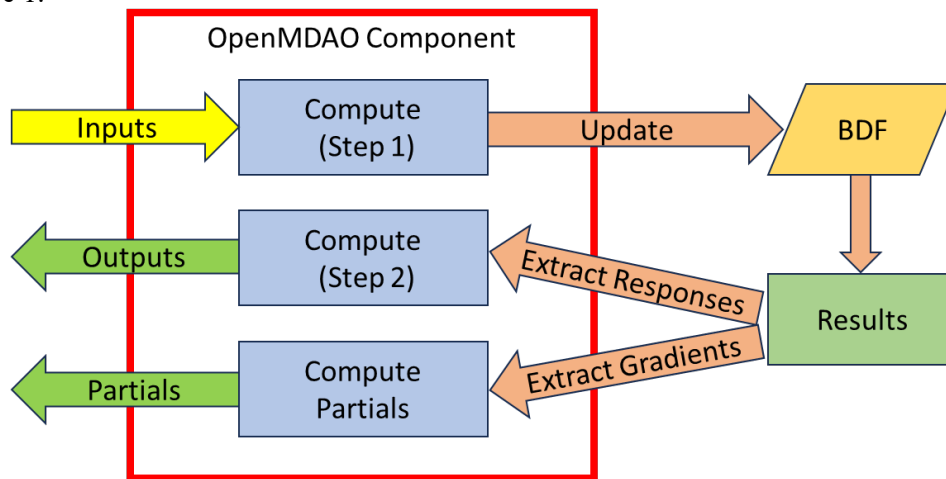 OpenMDAO Component
Inputs
Compute
(Step 1)
Update
BDF
Outputs
Compute
(Step 2)
Extract Responses
Results
Partials
Compute
Partials
Extract Gradients